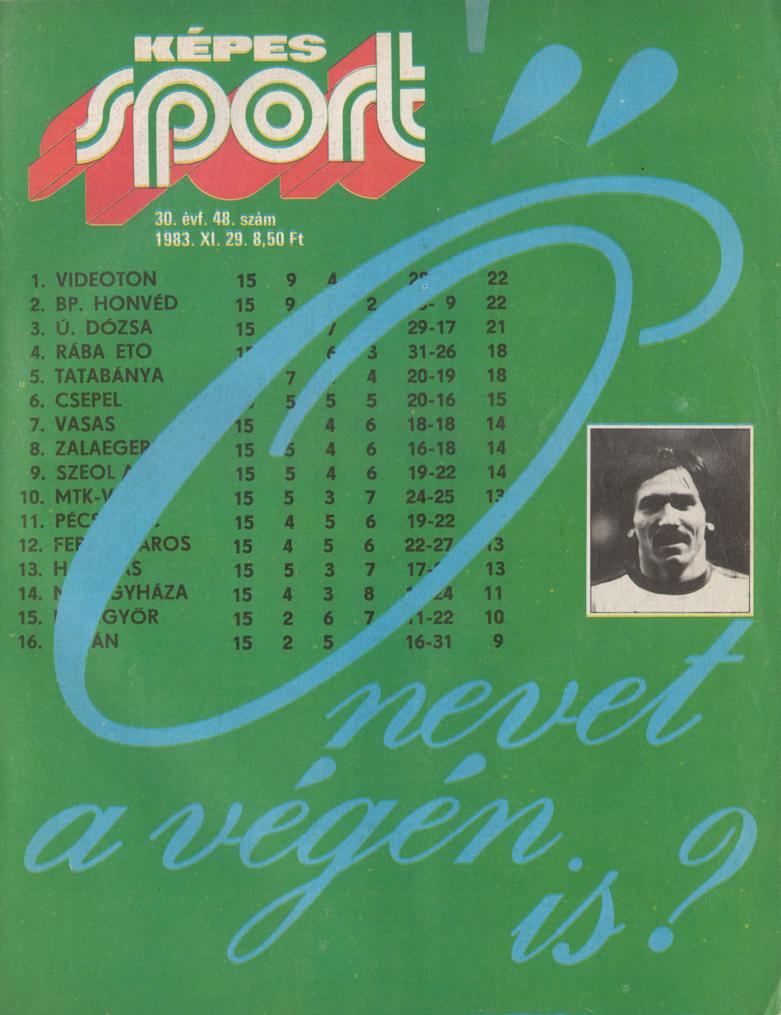 KÉPES
sport
30. évf. 48. szám
1983. XI. 29. 8,50 Ft
1. VIDEOTON 15 9 4 22
2. BP. HONVÉD 15 9 2 9 22
3. Ú. DÓZSA 15 7 29-17 21
4. RÁBA ETO 6 3 31-26 18
5. TATABÁNYA 7 4 20-19 18
6. CSEPEL 5 5 5 20-16 15
7. VASAS 15 4 6 18-18 14
8. ZALAEGER 15 5 4 6 16-18 14
9. SZEOL 15 5 4 6 19-22 14
10. MTK-V 15 5 3 7 24-25 13
11. PÉCS 15 4 5 6 19-22
12. FE AROS 15 4 5 6 22-27 13
13. H AS 15 5 3 7 17- 13
14. N GYHÁZA 15 4 3 8 24 11
15. GYŐR 15 2 6 7 11-22 10
16. ÁN 15 2 5 16-31 9
Ő
nevet
a végén
is?